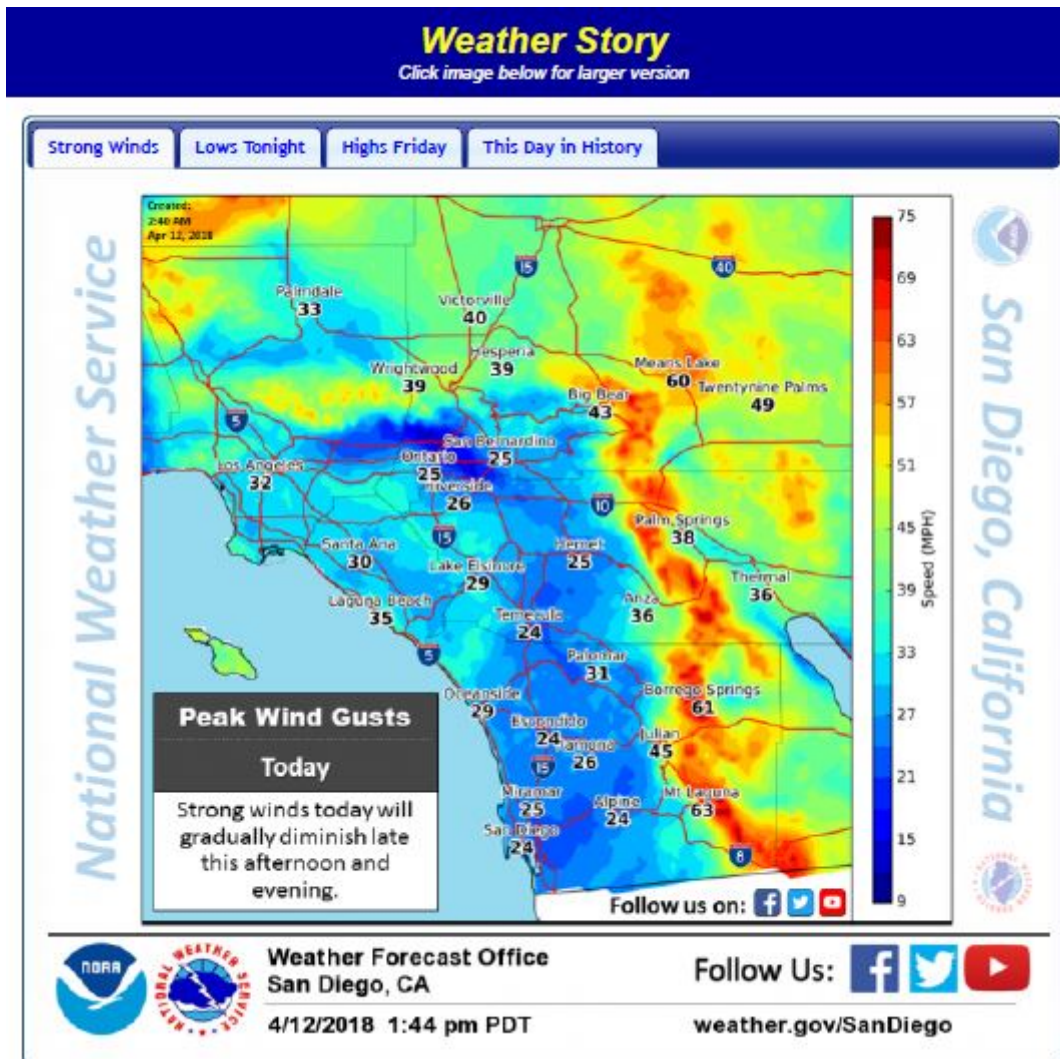 Weather Story
Click image below for larger version
Strong Winds
Lows Tonight
Highs Friday
This Day in History
National Weather Service
San Diego, California
Created:
2:40 AM
Apr 12, 2018
15
40
Palmdale
33
Victorville
40
Hesperia
39
Wrightwood
39
Means Lake
60
Twentynine Palms
49
Big Bear
43
5
San Bernardino
25
Ontario
25
Los Angeles
32
Riverside
26
10
Palm Springs
38
15
Santa Ana
30
Hemet
25
Lake Elsinore
29
Thermal
36
Laguna Beach
35
Anza
36
Temecula
24
5
Palomar
31
Oceanside
29
Borrego Springs
61
Escondido
24
Ramona
26
Julian
45
15
Miramar
25
Alpine
24
Mt Laguna
63
San Diego
24
8
75
69
63
57
51
45
39
33
27
21
15
9
Speed (MPH)
Peak Wind Gusts
Today
Strong winds today will
gradually diminish late
this afternoon and
evening.
Follow us on:
NOAA
NATIONAL WEATHER SERVICE
Weather Forecast Office
San Diego, CA
4/12/2018 1:44 pm PDT
Follow Us:
weather.gov/SanDiego